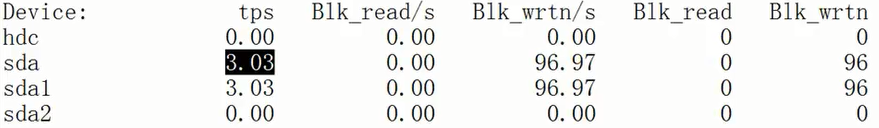 Device: tps Blk_read/s Blk_wrtn/s Blk_read Blk_wrtn
hdc 0.00 0.00 0.00 0 0
sda 3.03 0.00 96.97 0 96
sda1 3.03 0.00 96.97 0 96
sda2 0.00 0.00 0.00 0 0